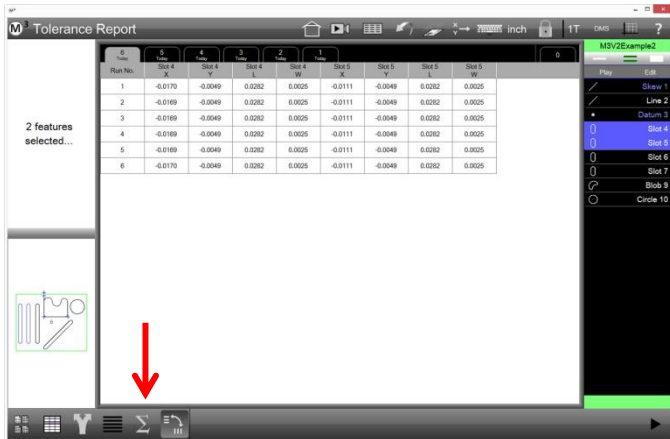 M³
M³ Tolerance Report
inch
1T
DMS
?
M3V2Example2
6 Today 5 Today 4 Today 3 Today 2 Today 1 Today 0
Play Edit
Run No. Slot 4 X Slot 4 Y Slot 4 L Slot 4 W Slot 5 X Slot 5 Y Slot 5 L Slot 5 W
1 -0.0170 -0.0049 0.0282 0.0025 -0.0111 -0.0049 0.0282 0.0025
2 -0.0169 -0.0049 0.0282 0.0025 -0.0111 -0.0049 0.0282 0.0025
3 -0.0169 -0.0049 0.0282 0.0025 -0.0111 -0.0049 0.0282 0.0025
4 -0.0169 -0.0049 0.0282 0.0025 -0.0111 -0.0049 0.0282 0.0025
5 -0.0169 -0.0049 0.0282 0.0025 -0.0111 -0.0049 0.0282 0.0025
6 -0.0170 -0.0049 0.0282 0.0025 -0.0111 -0.0049 0.0282 0.0025
2 features
selected...
Skew 1
Line 2
Datum 3
Slot 4
Slot 5
Slot 6
Slot 7
Blob 9
Circle 10
Σ